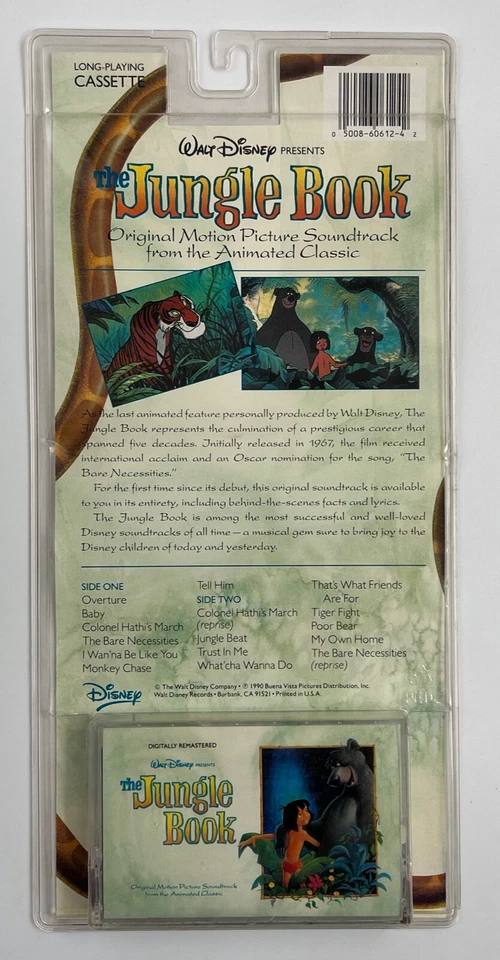 LONG-PLAYING
CASSETTE
0 5008-60612-4 2
WALT DISNEY PRESENTS
The Jungle Book
Original Motion Picture Soundtrack
from the Animated Classic
As the last animated feature personally produced by Walt Disney, The
Jungle Book represents the culmination of a prestigious career that
spanned five decades. Initially released in 1967, the film received
international acclaim and an Oscar nomination for the song, "The
Bare Necessities."
For the first time since its debut, this original soundtrack is available
to you in its entirety, including behind-the-scenes facts and lyrics.
The Jungle Book is among the most successful and well-loved
Disney soundtracks of all time—a musical gem sure to bring joy to the
Disney children of today and yesterday.
SIDE ONE
Overture
Baby
Colonel Hathi's March
The Bare Necessities
I Wan'na Be Like You
Monkey Chase
Tell Him
SIDE TWO
Colonel Hathi's March
(reprise)
Jungle Beat
Trust In Me
What'cha Wanna Do
That's What Friends
Are For
Tiger Fight
Poor Bear
My Own Home
The Bare Necessities
(reprise)
Disney
© The Walt Disney Company • ℗ 1990 Buena Vista Pictures Distribution, Inc.
Walt Disney Records • Burbank, CA 91521 • Printed in U.S.A.
DIGITALLY REMASTERED
WALT DISNEY PRESENTS
The Jungle
Book
Original Motion Picture Soundtrack
from the Animated Classic